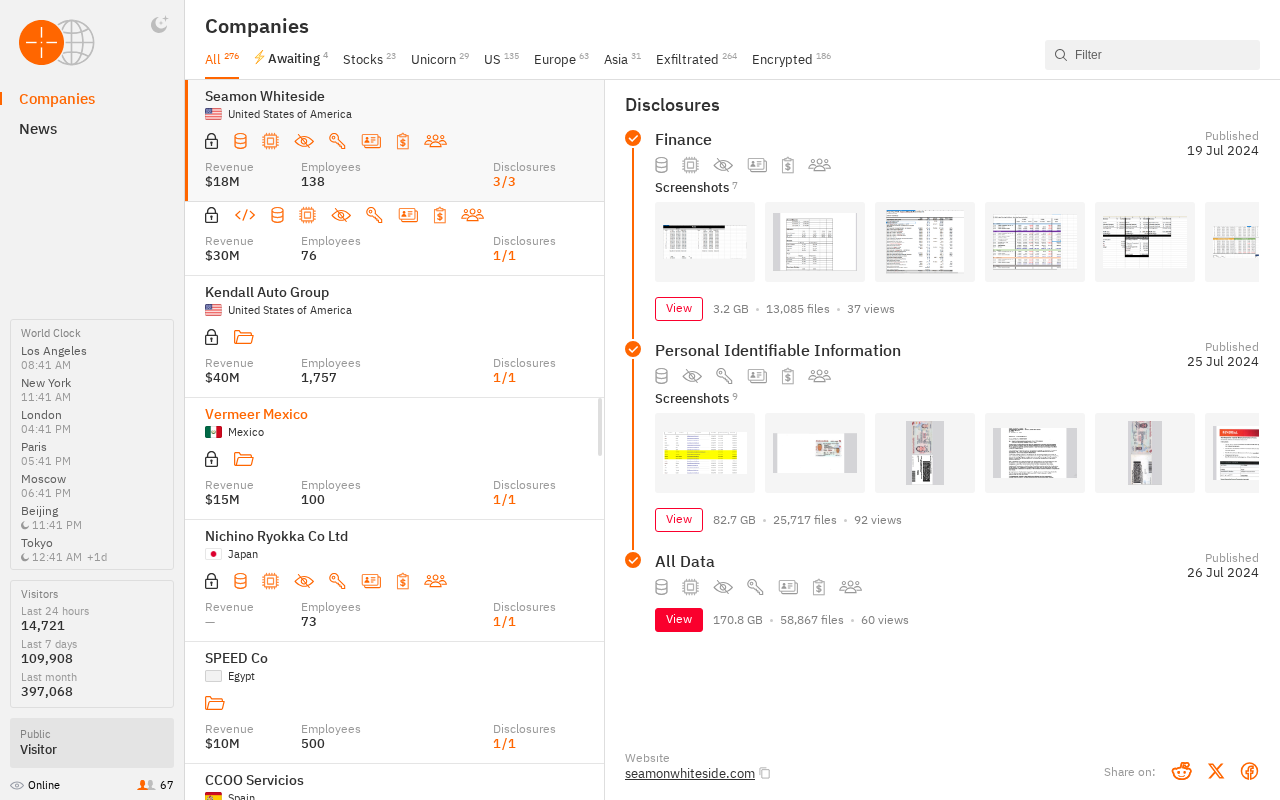 Companies
News
World Clock
Los Angeles
08:41 AM
New York
11:41 AM
London
04:41 PM
Paris
05:41 PM
Moscow
06:41 PM
Beijing
11:41 PM
Tokyo
12:41 AM +1d
Visitors
Last 24 hours
14,721
Last 7 days
109,908
Last month
397,068
Public
Visitor
Online 67
Companies
All 276 Awaiting 4 Stocks 23 Unicorn 29 US 135 Europe 63 Asia 31 Exfiltrated 264 Encrypted 186
Filter
Seamon Whiteside
United States of America
Revenue Employees Disclosures
$18M 138 3/3
Revenue Employees Disclosures
$30M 76 1/1
Kendall Auto Group
United States of America
Revenue Employees Disclosures
$40M 1,757 1/1
Vermeer Mexico
Mexico
Revenue Employees Disclosures
$15M 100 1/1
Nichino Ryokka Co Ltd
Japan
Revenue Employees Disclosures
— 73 1/1
SPEED Co
Egypt
Revenue Employees Disclosures
$10M 500 1/1
CCOO Servicios
Spain
Disclosures
Finance
Published
19 Jul 2024
Screenshots 7
View 3.2 GB • 13,085 files • 37 views
Personal Identifiable Information
Published
25 Jul 2024
Screenshots 9
View 82.7 GB • 25,717 files • 92 views
All Data
Published
26 Jul 2024
View 170.8 GB • 58,867 files • 60 views
Website
seamonwhiteside.com
Share on: